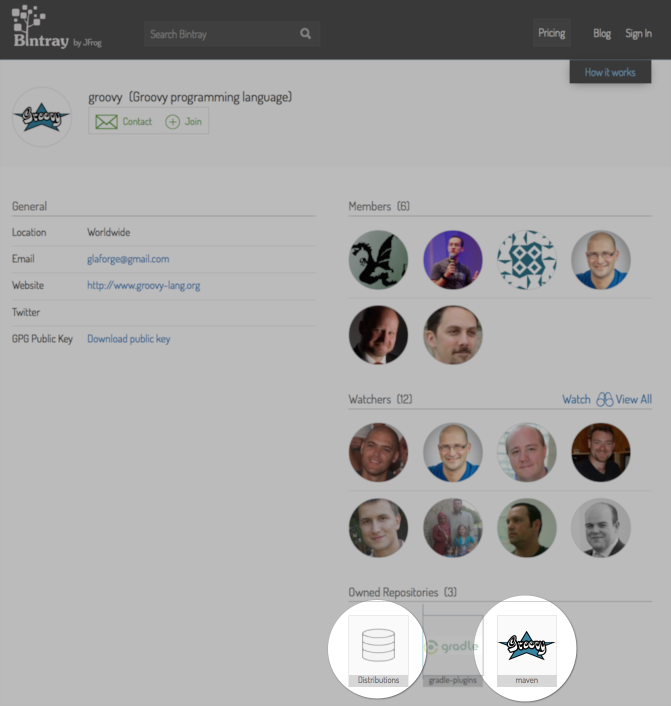 Bintray by JFrog
Search Bintray
Pricing
Blog
Sign In
How it works
Groovy
groovy (Groovy programming language)
Contact
Join
General
Location Worldwide
Email glaforge@gmail.com
Website http://www.groovy-lang.org
Twitter
GPG Public Key Download public key
Members (6)
Watchers (12)
Watch View All
Owned Repositories (3)
gradle
Groovy
Distributions
gradle-plugins
maven